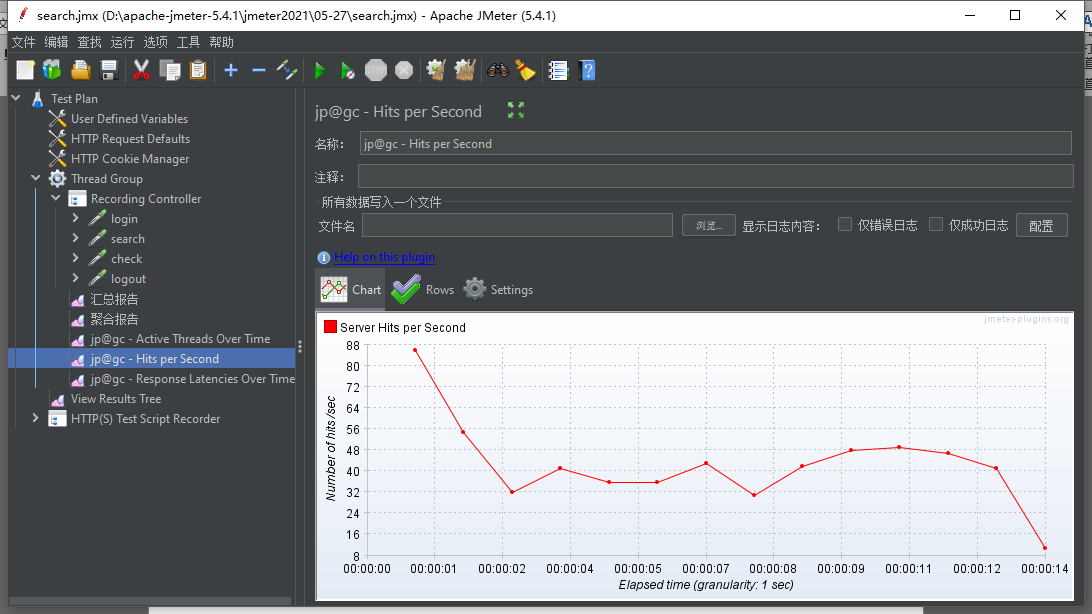 search.jmx (D:\apache-jmeter-5.4.1\jmeter2021\05-27\search.jmx) - Apache JMeter (5.4.1)
文件 编辑 查找 运行 选项 工具 帮助
STOP
Test Plan
User Defined Variables
HTTP Request Defaults
HTTP Cookie Manager
Thread Group
Recording Controller
login
search
check
logout
汇总报告
聚合报告
jp@gc - Active Threads Over Time
jp@gc - Hits per Second
jp@gc - Response Latencies Over Time
View Results Tree
HTTP(S) Test Script Recorder
jp@gc - Hits per Second
名称： jp@gc - Hits per Second
注释：
所有数据写入一个文件
文件名 浏览... 显示日志内容： 仅错误日志 仅成功日志 配置
Help on this plugin
Chart Rows Settings
jmeter-plugins.org
Server Hits per Second
88
80
72
64
56
48
40
32
24
16
8
Number of hits /sec
00:00:00 00:00:01 00:00:02 00:00:04 00:00:05 00:00:07 00:00:08 00:00:09 00:00:11 00:00:12 00:00:14
Elapsed time (granularity: 1 sec)